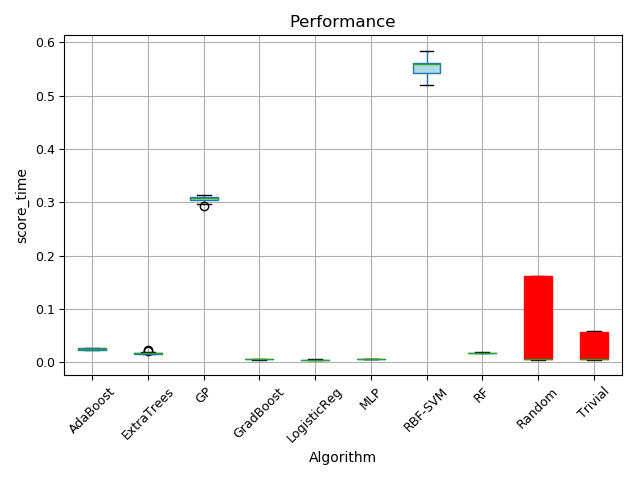 Performance
score_time
0.6
0.5
0.4
0.3
0.2
0.1
0.0
AdaBoost
ExtraTrees
GP
GradBoost
LogisticReg
MLP
RBF-SVM
RF
Random
Trivial
Algorithm